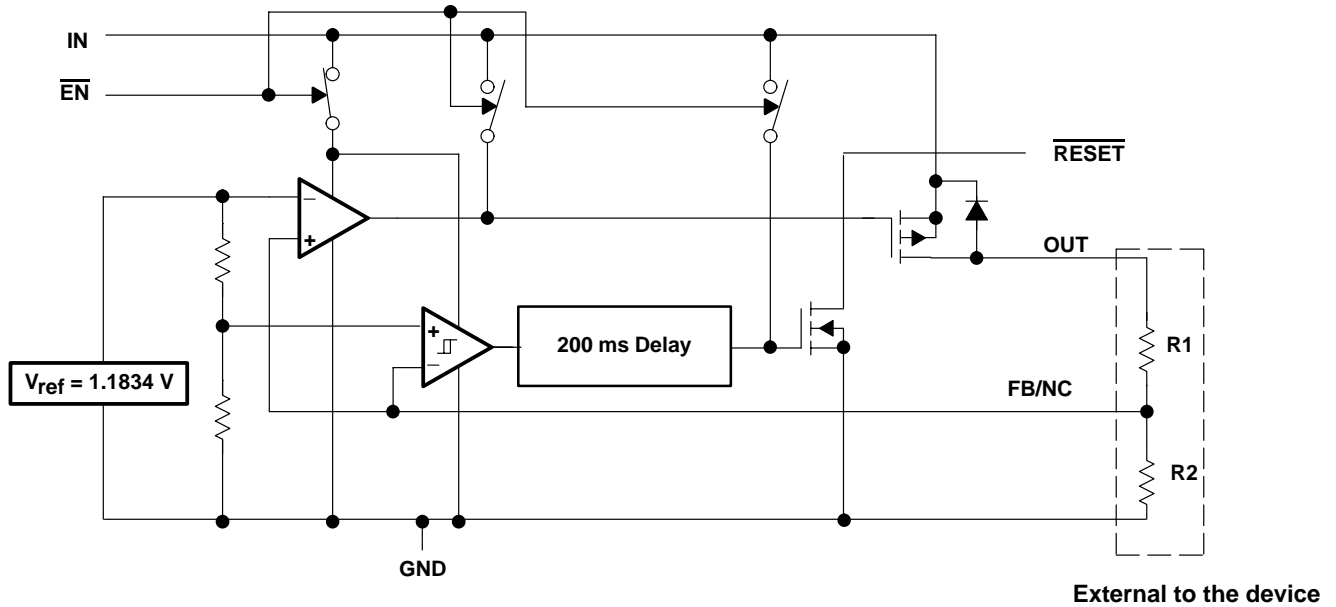 IN
EN
RESET
−
+
OUT
+
−
200 ms Delay
R1
Vref = 1.1834 V
FB/NC
R2
GND
External to the device